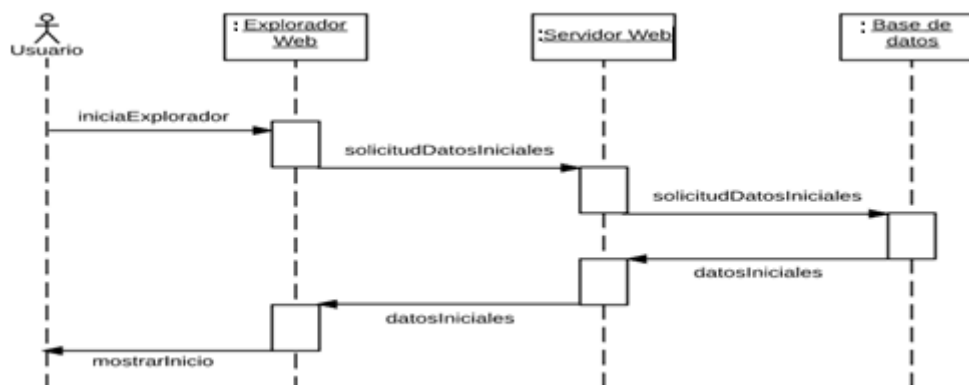 : Explorador
Web
:Servidor Web
: Base de
datos
Usuario
iniciaExplorador
solicitudDatosIniciales
solicitudDatosIniciales
datosIniciales
datosIniciales
mostrarInicio